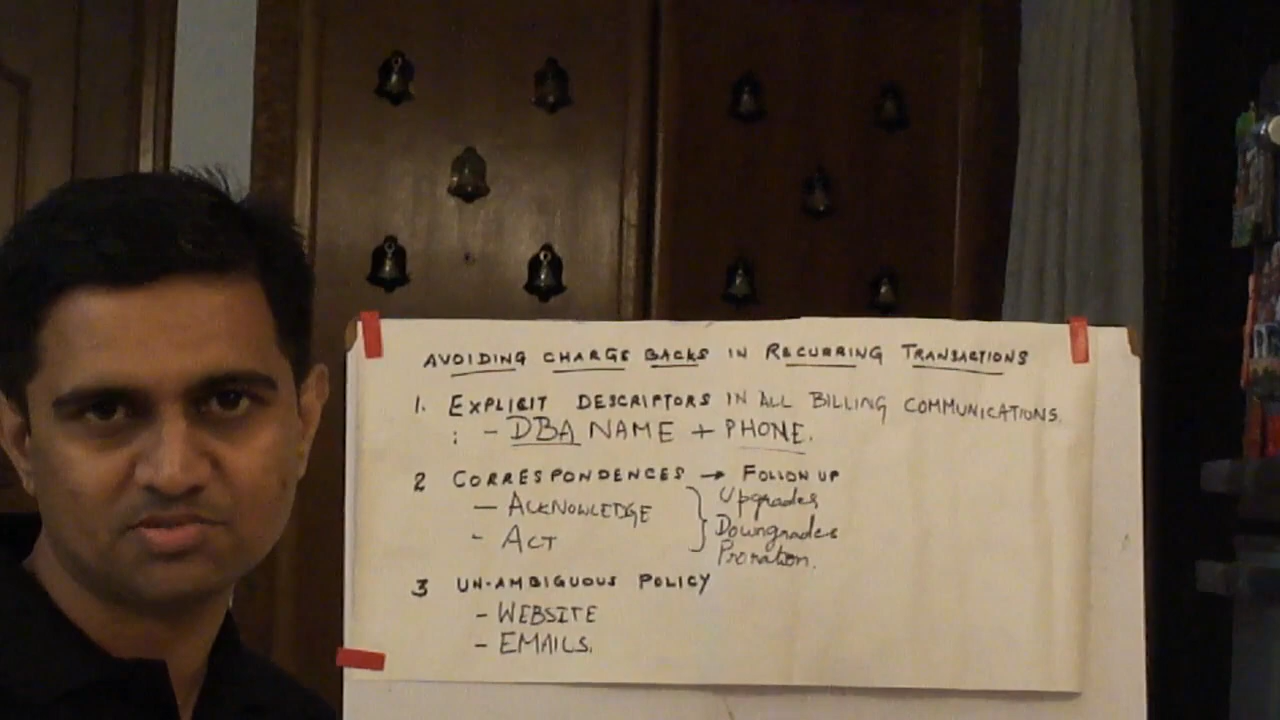 AVOIDING CHARGE BACKS IN RECURRING TRANSACTIONS
1. EXPLICIT DESCRIPTORS IN ALL BILLING COMMUNICATIONS.
: - DBA NAME + PHONE.
2 CORRESPONDENCES → FOLLOW UP
- ACKNOWLEDGE } Upgrades
- ACT Downgrades
Proration.
3 UN-AMBIGUOUS POLICY
- WEBSITE
- EMAILS.